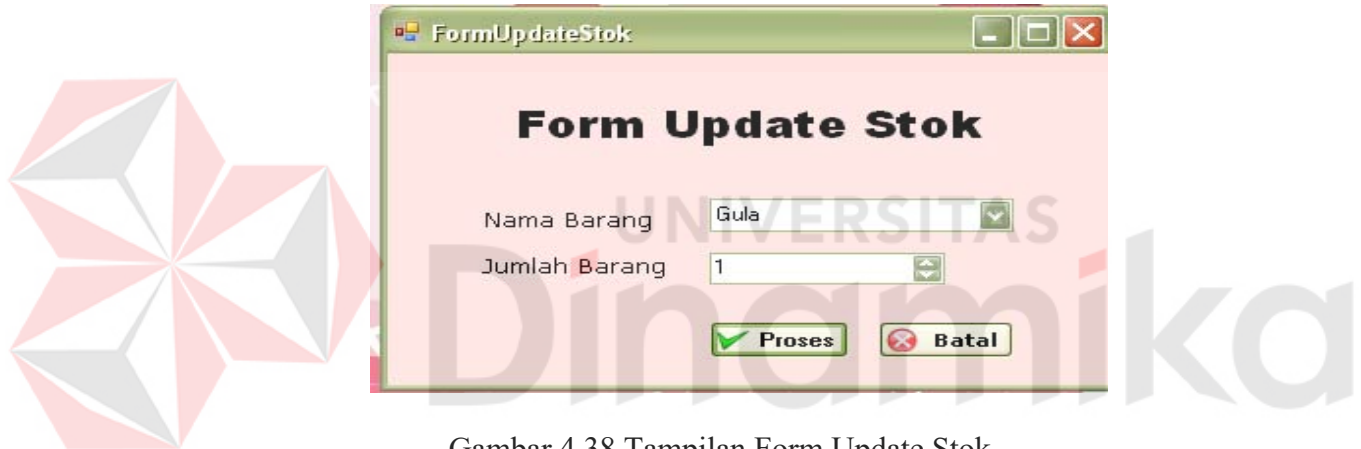 FormUpdateStok
Form Update Stok
Nama Barang Gula
Jumlah Barang 1
Proses Batal
UNIVERSITAS
Dinamika
Gambar 4.38 Tampilan Form Update Stok